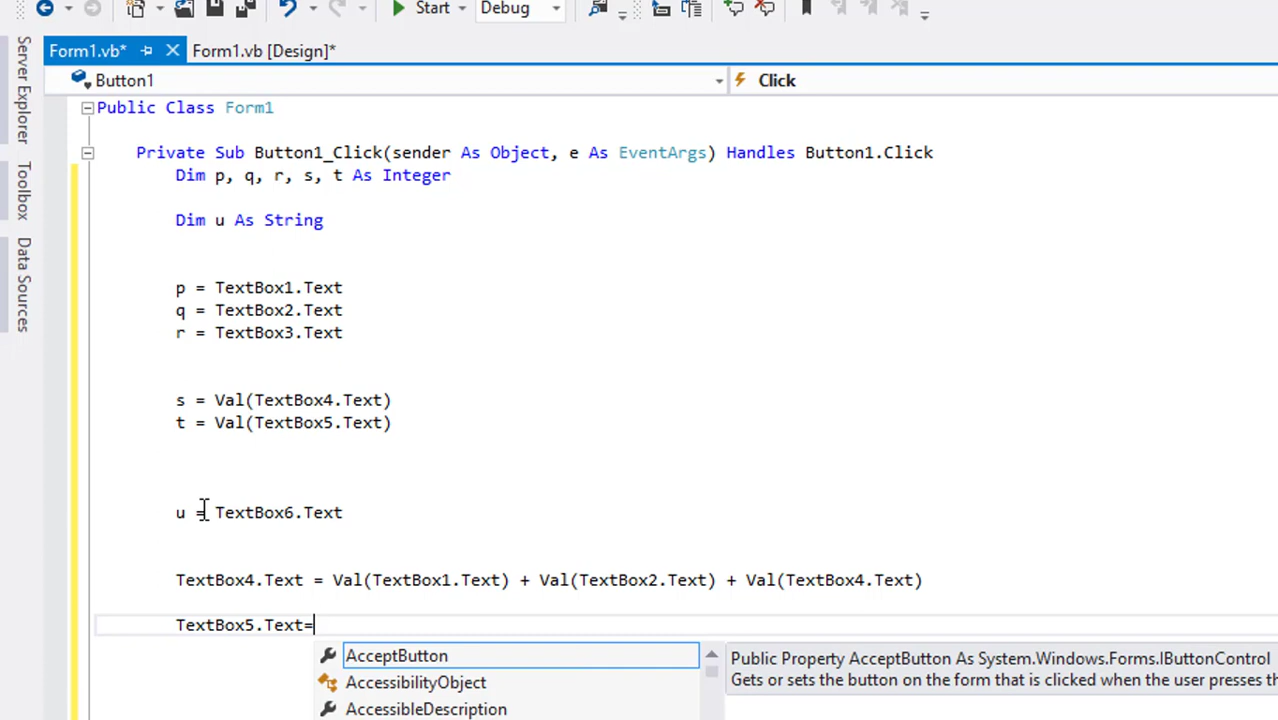 Start Debug
Form1.vb* Form1.vb [Design]*
Button1 Click
Server Explorer
Toolbox
Data Sources
Public Class Form1
Private Sub Button1_Click(sender As Object, e As EventArgs) Handles Button1.Click
Dim p, q, r, s, t As Integer
Dim u As String
p = TextBox1.Text
q = TextBox2.Text
r = TextBox3.Text
s = Val(TextBox4.Text)
t = Val(TextBox5.Text)
u = TextBox6.Text
TextBox4.Text = Val(TextBox1.Text) + Val(TextBox2.Text) + Val(TextBox4.Text)
TextBox5.Text=
AcceptButton
AccessibilityObject
AccessibleDescription
Public Property AcceptButton As System.Windows.Forms.IButtonControl
Gets or sets the button on the form that is clicked when the user presses th